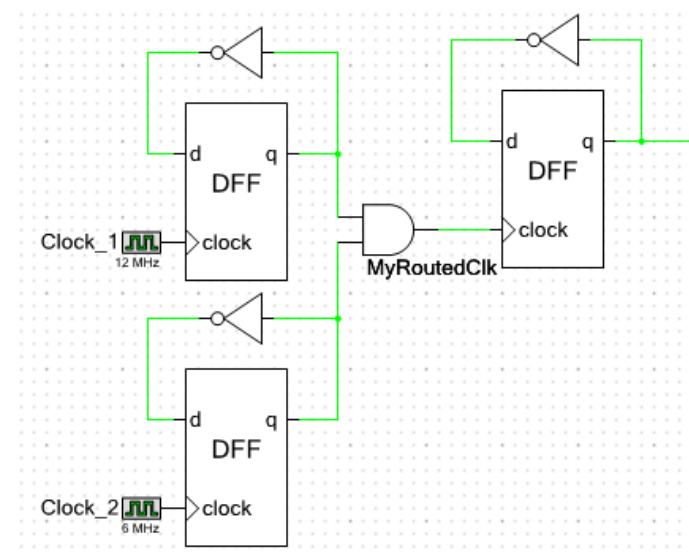 d
q
DFF
Clock_1
12 MHz
clock
d
q
DFF
clock
MyRoutedClk
d
q
DFF
Clock_2
6 MHz
clock